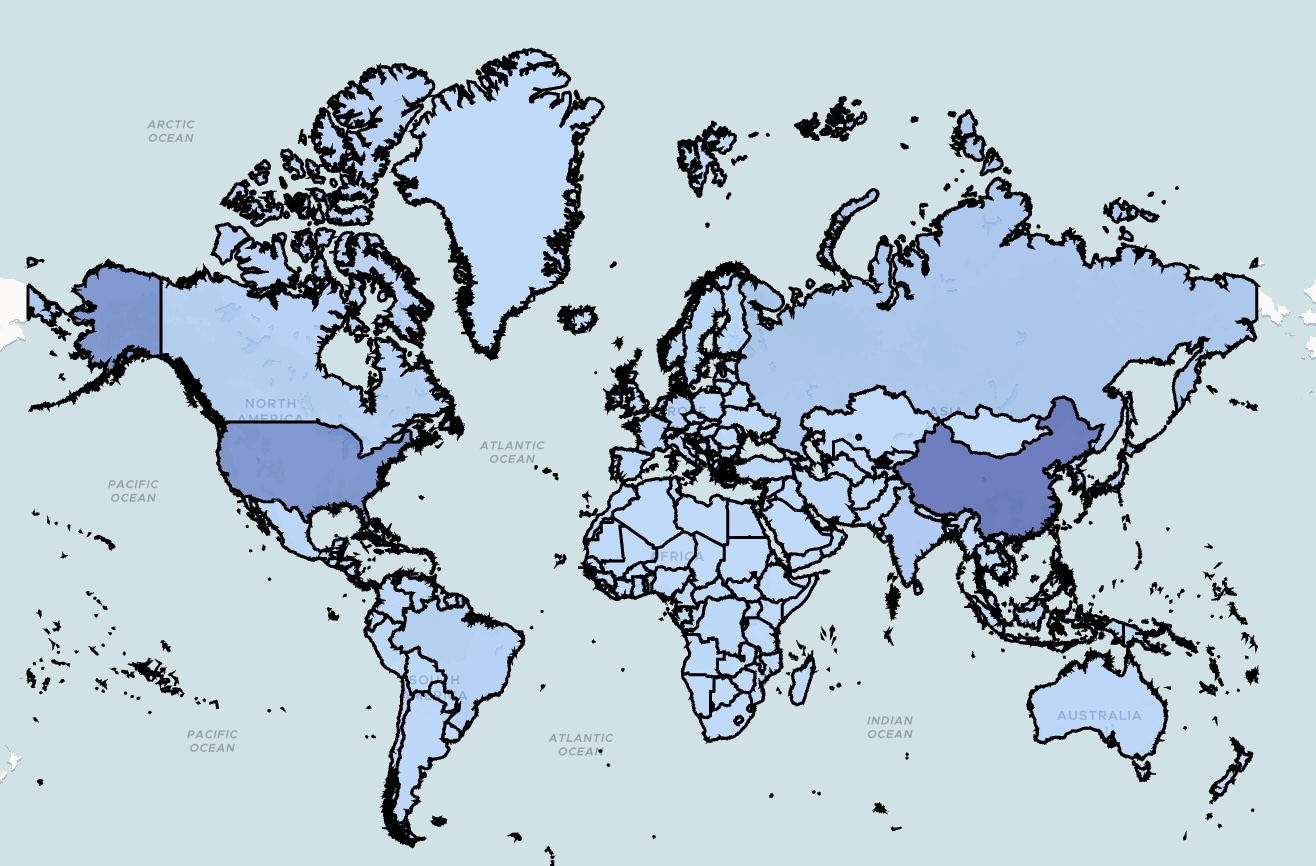 ARCTIC
OCEAN
NORTH
AMERICA
ASIA
ATLANTIC
OCEAN
PACIFIC
OCEAN
AFRICA
SOUTH
AMERICA
AUSTRALIA
INDIAN
OCEAN
PACIFIC
OCEAN
ATLANTIC
OCEAN